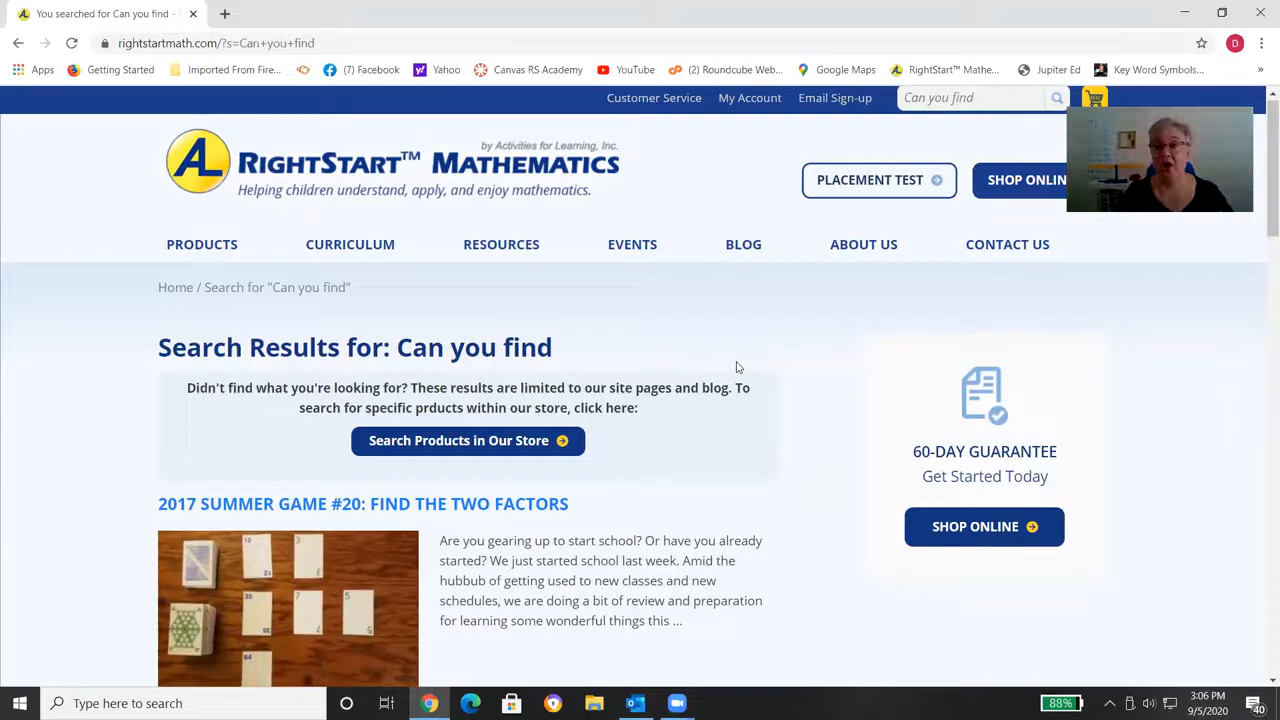 You searched for Can you find -
rightstartmath.com/?s=Can+you+find
D
Apps Getting Started Imported From Fire... (7) Facebook Yahoo Canvas RS Academy YouTube (2) Roundcube Web... Google Maps RightStart™ Mathe... Jupiter Ed Key Word Symbols... »
Customer Service My Account Email Sign-up Can you find
by Activities for Learning, Inc.
AL RIGHTSTART™ MATHEMATICS
Helping children understand, apply, and enjoy mathematics.
PLACEMENT TEST SHOP ONLIN
PRODUCTS CURRICULUM RESOURCES EVENTS BLOG ABOUT US CONTACT US
Home / Search for "Can you find"
Search Results for: Can you find
Didn't find what you're looking for? These results are limited to our site pages and blog. To
search for specific prducts within our store, click here:
Search Products in Our Store
60-DAY GUARANTEE
Get Started Today
SHOP ONLINE
2017 SUMMER GAME #20: FIND THE TWO FACTORS
Are you gearing up to start school? Or have you already
started? We just started school last week. Amid the
hubbub of getting used to new classes and new
schedules, we are doing a bit of review and preparation
for learning some wonderful things this ...
12 3
35 7 5
64
Type here to search
88%
3:06 PM
9/5/2020
40